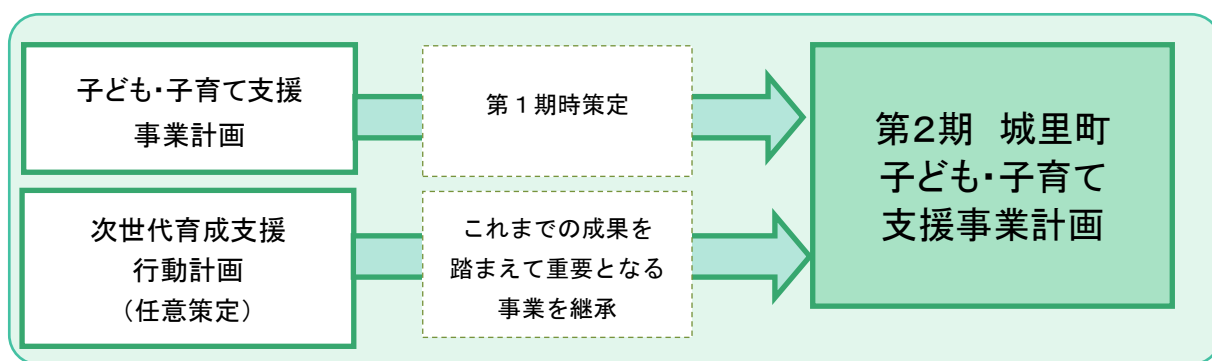 子ども・子育て支援
事業計画
第１期時策定
次世代育成支援
行動計画
（任意策定）
これまでの成果を
踏まえて重要となる
事業を継承
第２期　城里町
子ども・子育て
支援事業計画